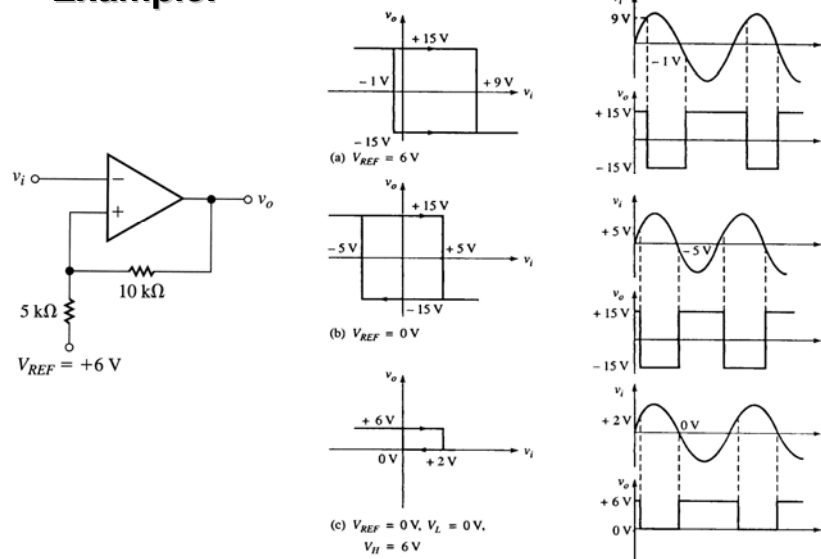 Example:
vi
vo
10 kΩ
5 kΩ
VREF = +6 V
vo
+ 15 V
− 1 V
+ 9 V
vi
− 15 V
(a) VREF = 6 V
vo
+ 15 V
− 5 V
+ 5 V
vi
− 15 V
(b) VREF = 0 V
vo
+ 6 V
0 V
+ 2 V
vi
(c) VREF = 0 V, VL = 0 V,
VH = 6 V
vi
9 V
− 1 V
vo
+ 15 V
− 15 V
vi
+ 5 V
− 5 V
vo
+ 15 V
− 15 V
vi
+ 2 V
0 V
vo
+ 6 V
0 V